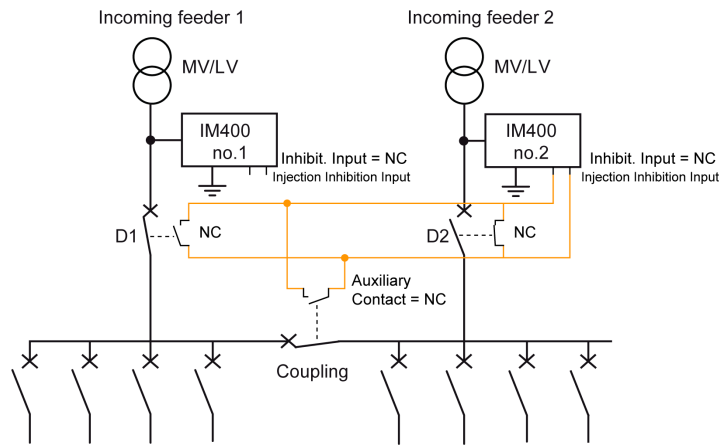 Incoming feeder 1
Incoming feeder 2
MV/LV
MV/LV
IM400
no.1
Inhibit. Input = NC
Injection Inhibition Input
IM400
no.2
Inhibit. Input = NC
Injection Inhibition Input
D1
NC
D2
NC
Auxiliary
Contact = NC
Coupling